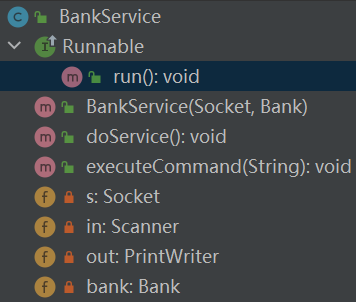 C BankService
I Runnable
m run(): void
m BankService(Socket, Bank)
m doService(): void
m executeCommand(String): void
f s: Socket
f in: Scanner
f out: PrintWriter
f bank: Bank